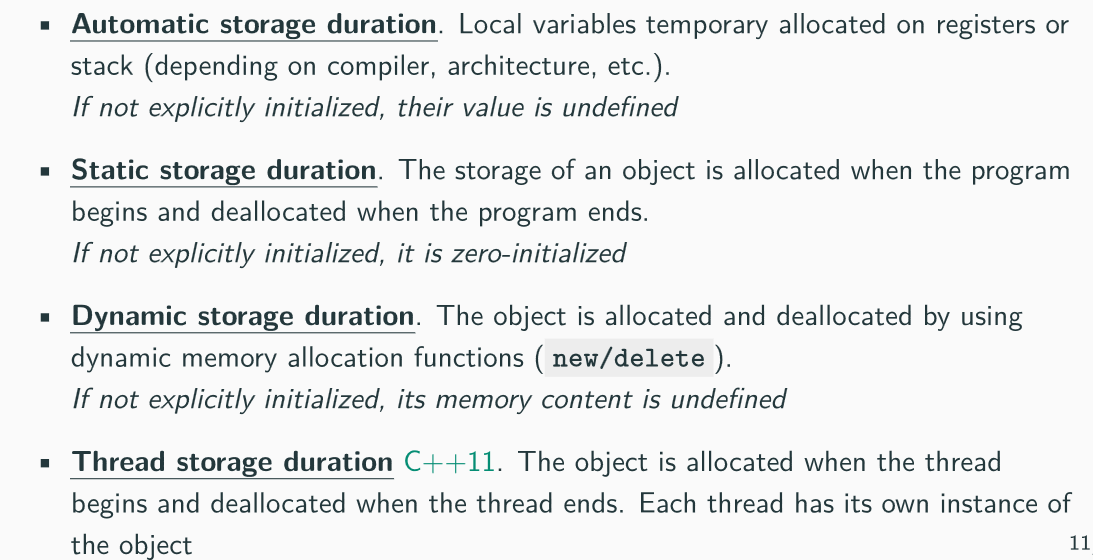 ▪ Automatic storage duration. Local variables temporary allocated on registers or
stack (depending on compiler, architecture, etc.).
If not explicitly initialized, their value is undefined
▪ Static storage duration. The storage of an object is allocated when the program
begins and deallocated when the program ends.
If not explicitly initialized, it is zero-initialized
▪ Dynamic storage duration. The object is allocated and deallocated by using
dynamic memory allocation functions ( new/delete ).
If not explicitly initialized, its memory content is undefined
▪ Thread storage duration C++11. The object is allocated when the thread
begins and deallocated when the thread ends. Each thread has its own instance of
the object
11